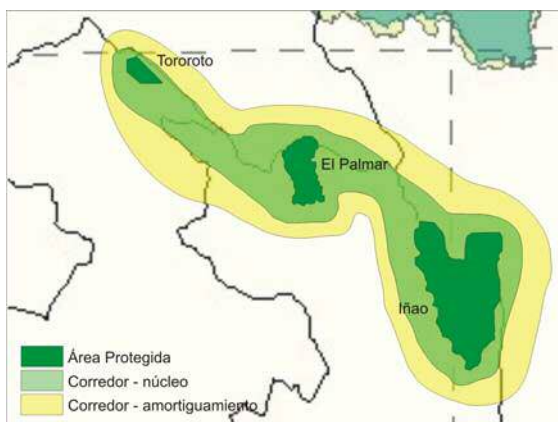 Tororoto
El Palmar
Iñao
Área Protegida
Corredor - núcleo
Corredor - amortiguamiento